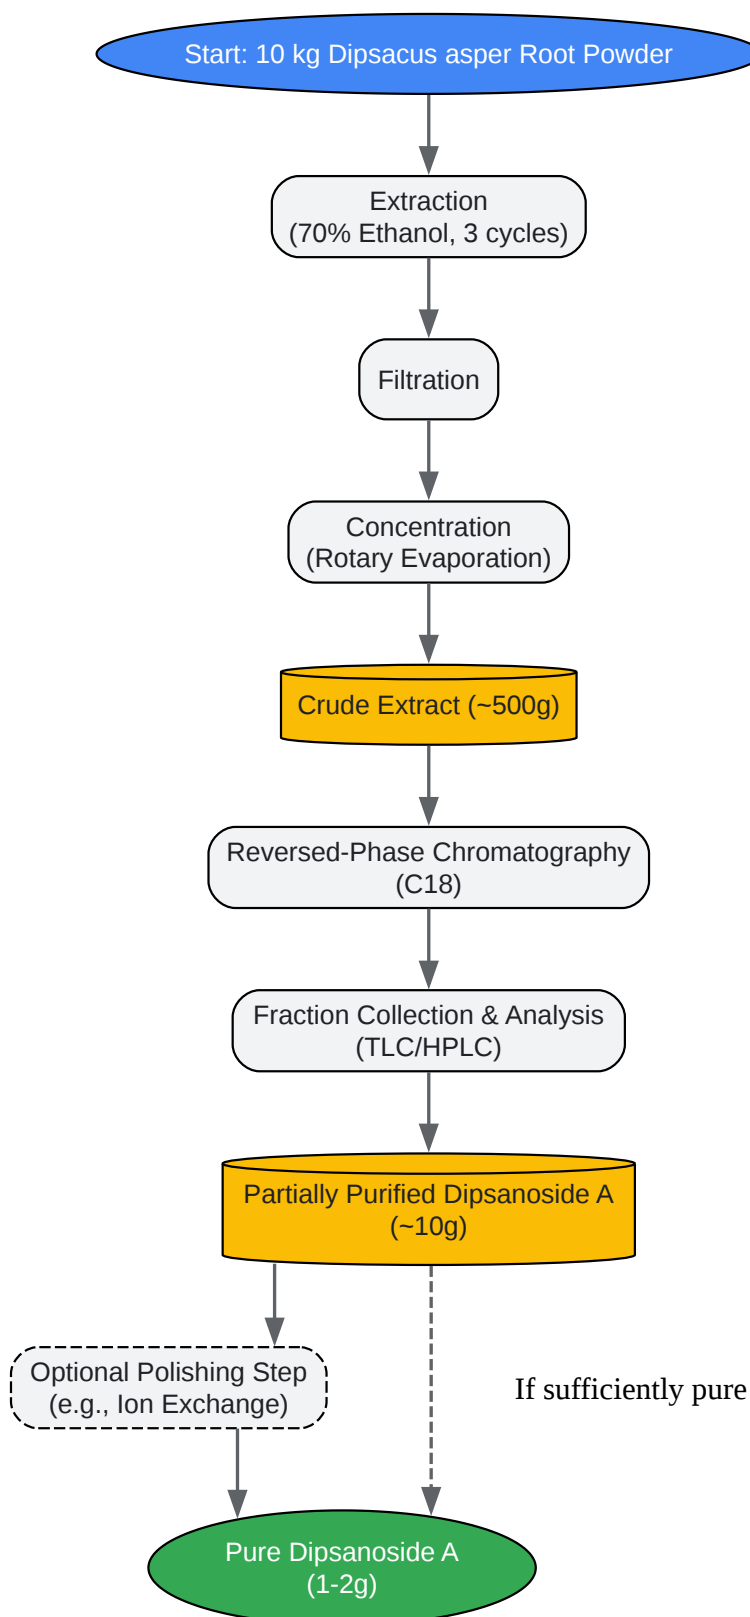 Start: 10 kg Dipsacus asper Root Powder
Extraction
(70% Ethanol, 3 cycles)
Filtration
Concentration
(Rotary Evaporation)
Crude Extract (~500g)
Reversed-Phase Chromatography
(C18)
Fraction Collection & Analysis
(TLC/HPLC)
Partially Purified Dipsanoside A
(~10g)
Optional Polishing Step
(e.g., Ion Exchange)
If sufficiently pure
Pure Dipsanoside A
(1-2g)